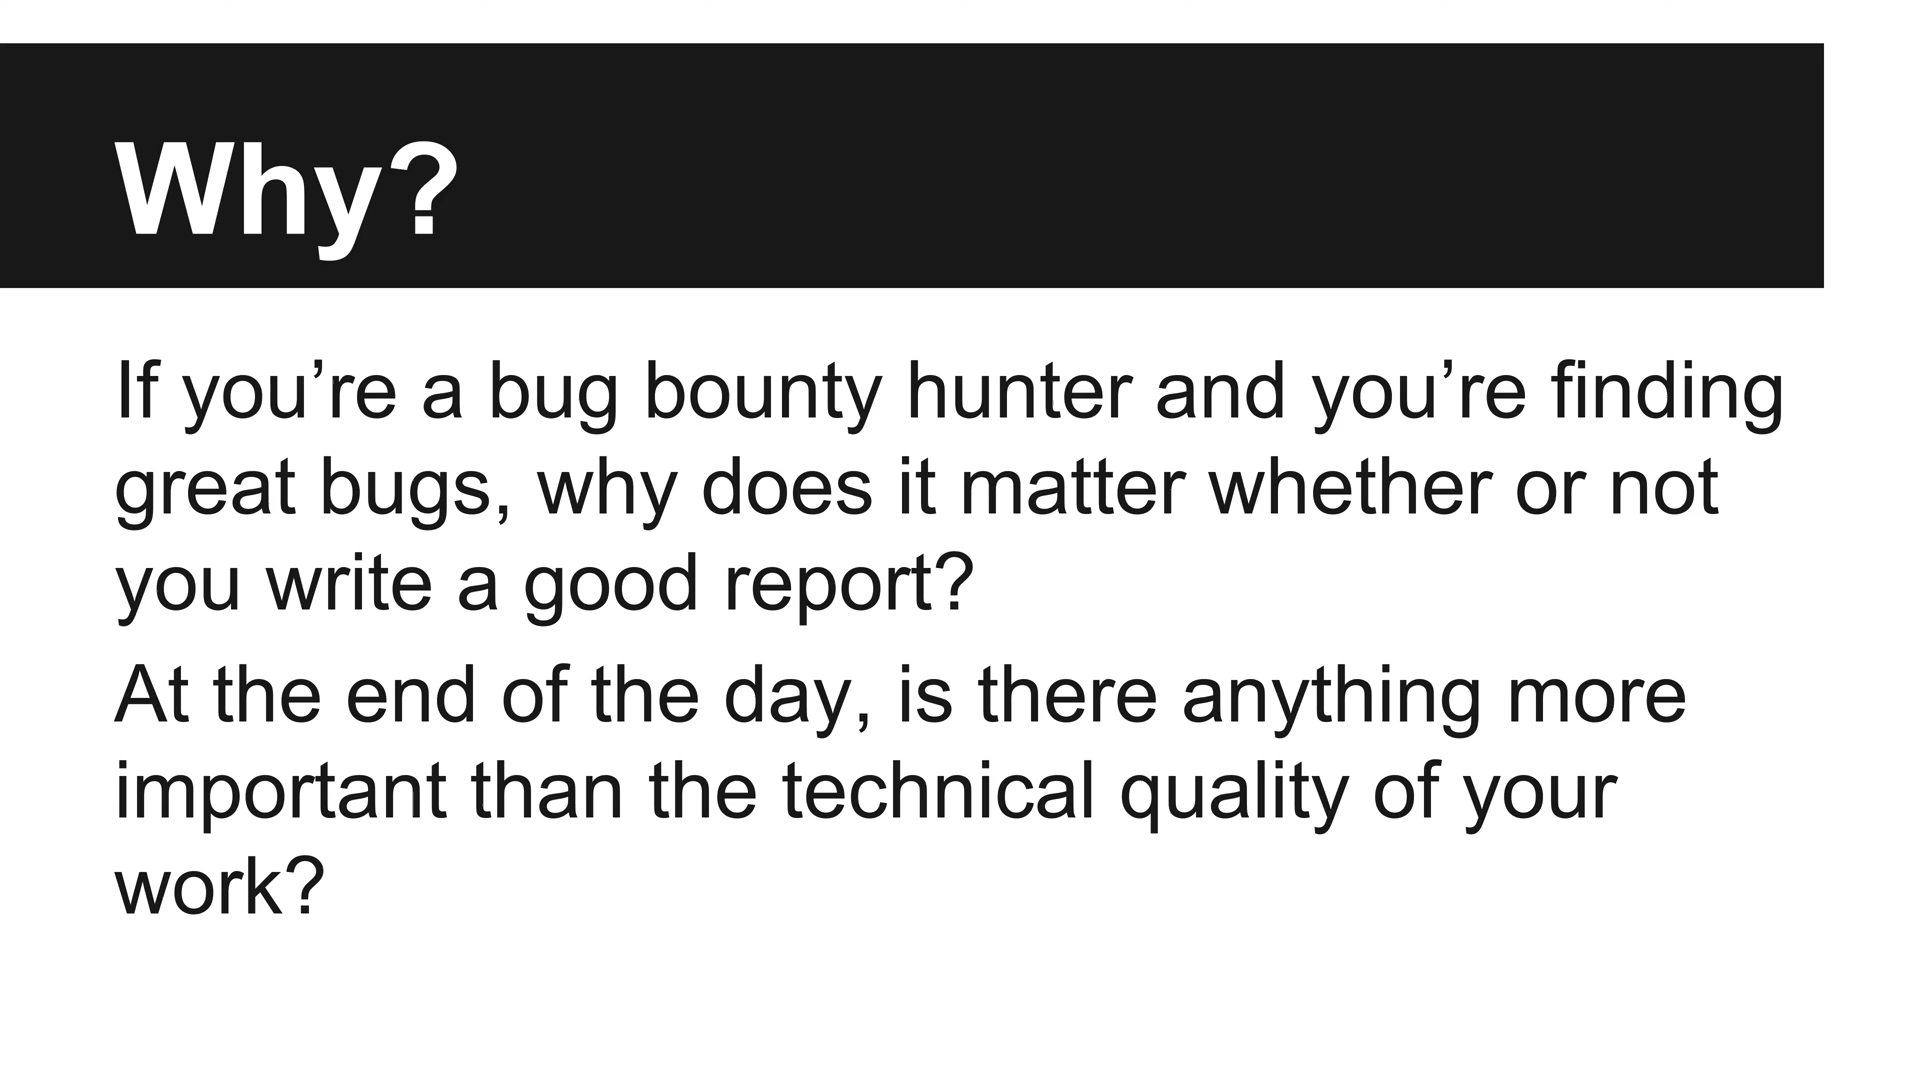 Why?
If you’re a bug bounty hunter and you’re finding
great bugs, why does it matter whether or not
you write a good report?
At the end of the day, is there anything more
important than the technical quality of your
work?